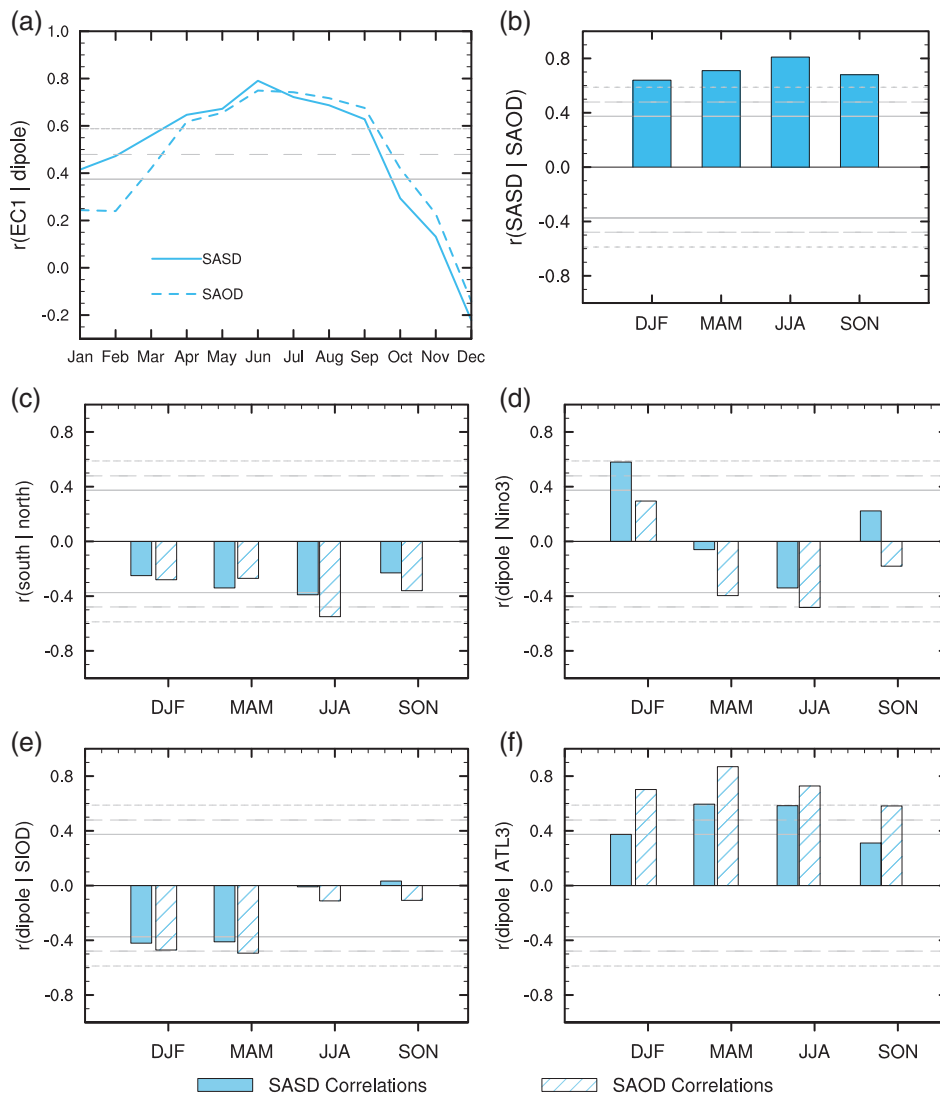 (a)
1.0
0.8
0.6
0.4
0.2
0.0
-0.2
r(EC1 | dipole)
SASD
SAOD
Jan Feb Mar Apr May Jun Jul Aug Sep Oct Nov Dec
(b)
0.8
0.4
0.0
-0.4
-0.8
r(SASD | SAOD)
DJF MAM JJA SON
(c)
0.8
0.4
0.0
-0.4
-0.8
r(south | north)
DJF MAM JJA SON
(d)
0.8
0.4
0.0
-0.4
-0.8
r(dipole | Nino3)
DJF MAM JJA SON
(e)
0.8
0.4
0.0
-0.4
-0.8
r(dipole | SIOD)
DJF MAM JJA SON
(f)
0.8
0.4
0.0
-0.4
-0.8
r(dipole | ATL3)
DJF MAM JJA SON
SASD Correlations SAOD Correlations